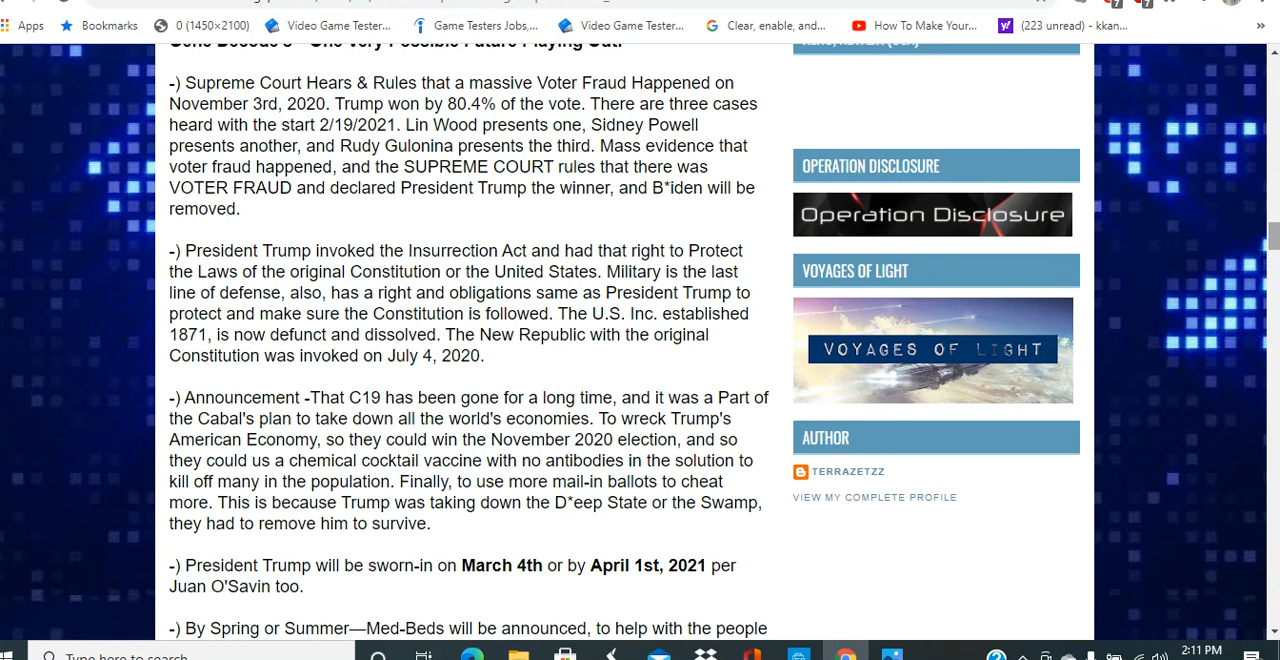 Apps
Bookmarks
0 (1450×2100)
Video Game Tester...
Game Testers Jobs,...
Video Game Tester...
Clear, enable, and...
How To Make Your...
(223 unread) - kkan...
»
-) Supreme Court Hears & Rules that a massive Voter Fraud Happened on
November 3rd, 2020. Trump won by 80.4% of the vote. There are three cases
heard with the start 2/19/2021. Lin Wood presents one, Sidney Powell
presents another, and Rudy Gulonina presents the third. Mass evidence that
voter fraud happened, and the SUPREME COURT rules that there was
VOTER FRAUD and declared President Trump the winner, and B*iden will be
removed.
-) President Trump invoked the Insurrection Act and had that right to Protect
the Laws of the original Constitution or the United States. Military is the last
line of defense, also, has a right and obligations same as President Trump to
protect and make sure the Constitution is followed. The U.S. Inc. established
1871, is now defunct and dissolved. The New Republic with the original
Constitution was invoked on July 4, 2020.
-) Announcement -That C19 has been gone for a long time, and it was a Part of
the Cabal's plan to take down all the world's economies. To wreck Trump's
American Economy, so they could win the November 2020 election, and so
they could us a chemical cocktail vaccine with no antibodies in the solution to
kill off many in the population. Finally, to use more mail-in ballots to cheat
more. This is because Trump was taking down the D*eep State or the Swamp,
they had to remove him to survive.
-) President Trump will be sworn-in on March 4th or by April 1st, 2021 per
Juan O'Savin too.
-) By Spring or Summer—Med-Beds will be announced, to help with the people
OPERATION DISCLOSURE
Operation Disclosure
VOYAGES OF LIGHT
VOYAGES OF LIGHT
AUTHOR
TERRAZETZZ
VIEW MY COMPLETE PROFILE
Type here to search
2:11 PM